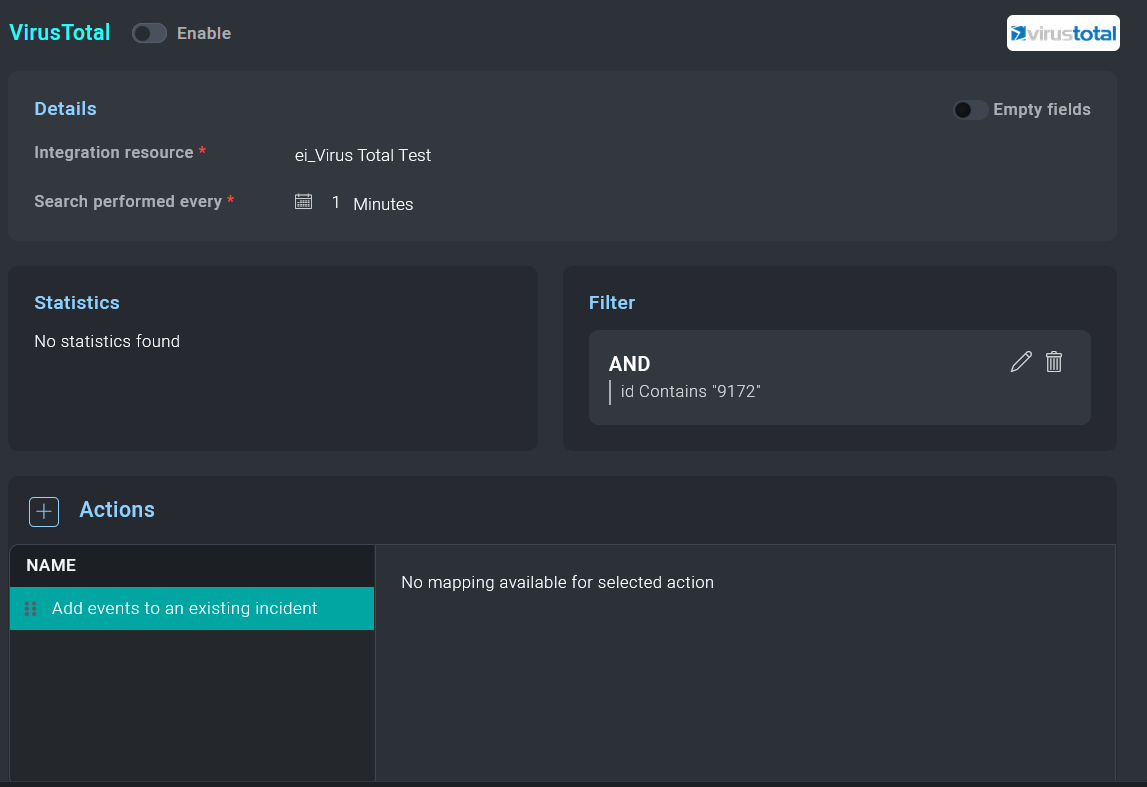 VirusTotal
Enable
virustotal
Details
Empty fields
Integration resource *
ei_Virus Total Test
Search performed every *
1 Minutes
Statistics
No statistics found
Filter
AND
id Contains "9172"
Actions
NAME
Add events to an existing incident
No mapping available for selected action